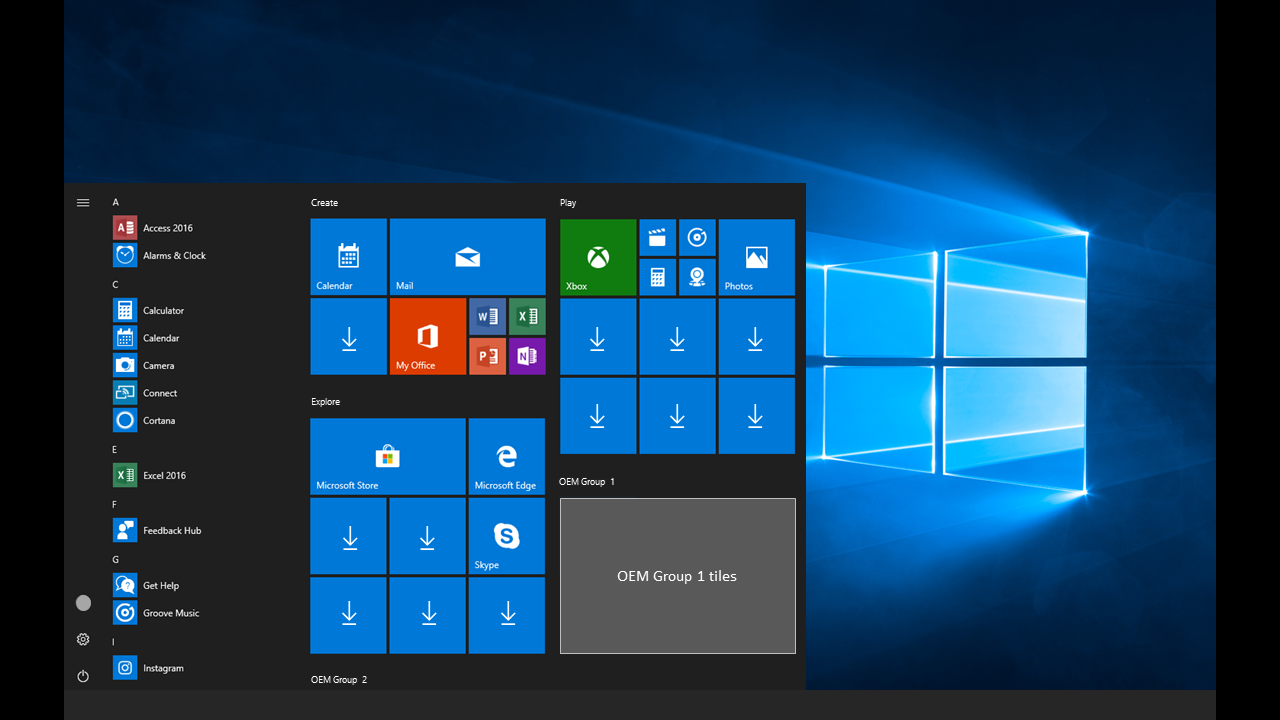 A
Access 2016
Alarms & Clock
C
Calculator
Calendar
Camera
Connect
Cortana
E
Excel 2016
F
Feedback Hub
G
Get Help
Groove Music
I
Instagram
Create
Calendar
Mail
My Office
Explore
Microsoft Store
Microsoft Edge
Skype
OEM Group 2
Play
Xbox
Photos
OEM Group 1
OEM Group 1 tiles